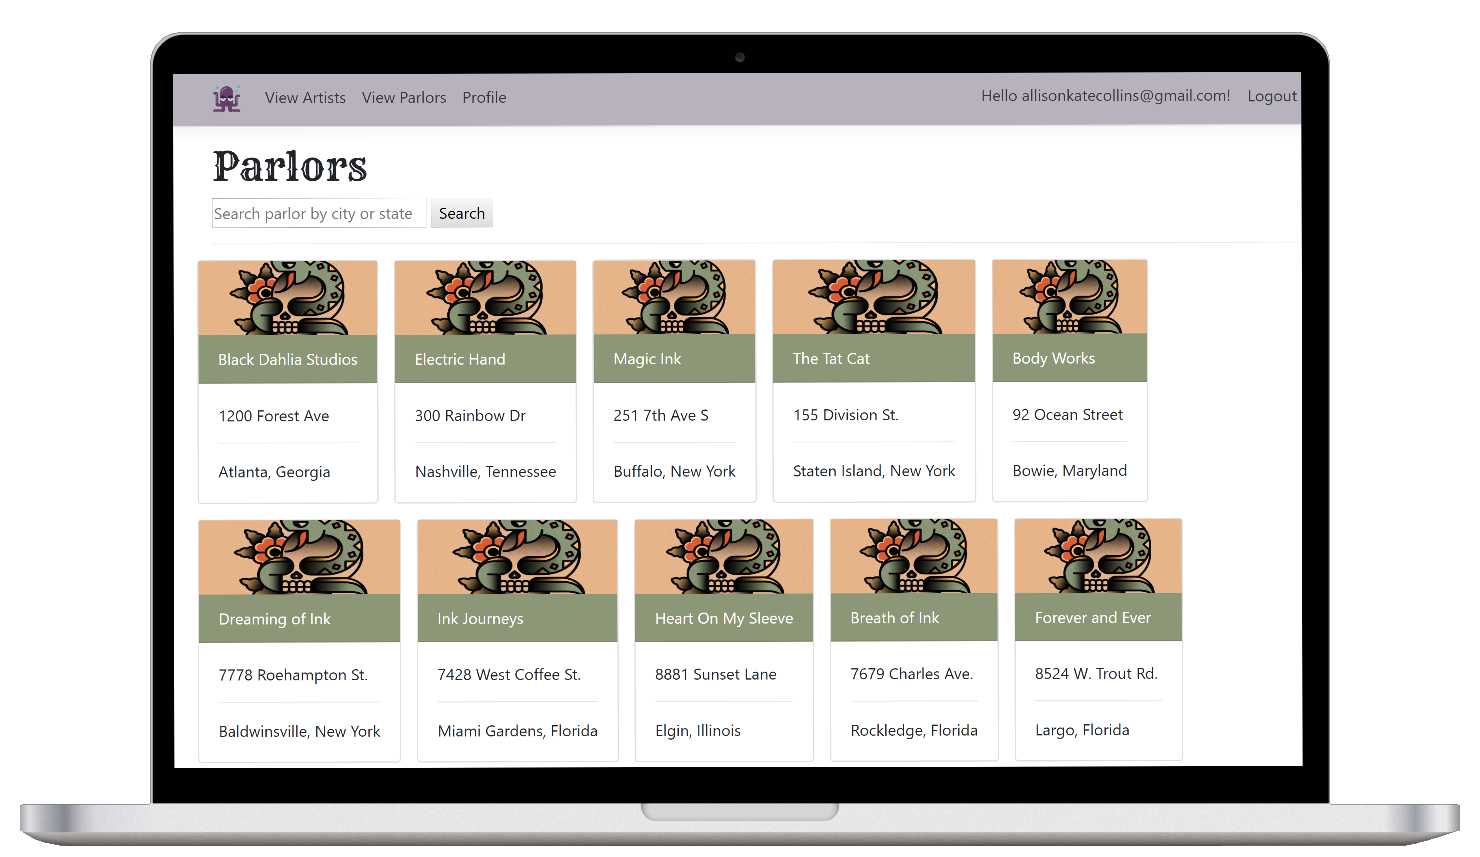 View Artists View Parlors Profile Hello allisonkatecollins@gmail.com! Logout
Parlors
Search parlor by city or state Search
Black Dahlia Studios
1200 Forest Ave
Atlanta, Georgia
Electric Hand
300 Rainbow Dr
Nashville, Tennessee
Magic Ink
251 7th Ave S
Buffalo, New York
The Tat Cat
155 Division St.
Staten Island, New York
Body Works
92 Ocean Street
Bowie, Maryland
Dreaming of Ink
7778 Roehampton St.
Baldwinsville, New York
Ink Journeys
7428 West Coffee St.
Miami Gardens, Florida
Heart On My Sleeve
8881 Sunset Lane
Elgin, Illinois
Breath of Ink
7679 Charles Ave.
Rockledge, Florida
Forever and Ever
8524 W. Trout Rd.
Largo, Florida